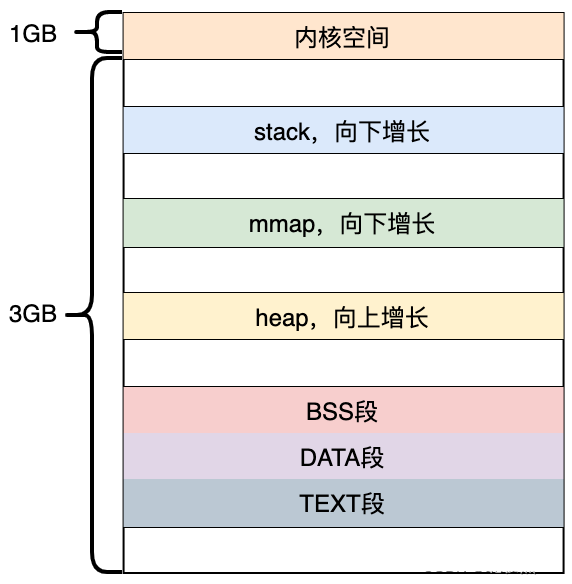 1GB
内核空间
stack，向下增长
mmap，向下增长
3GB
heap，向上增长
BSS段
DATA段
TEXT段